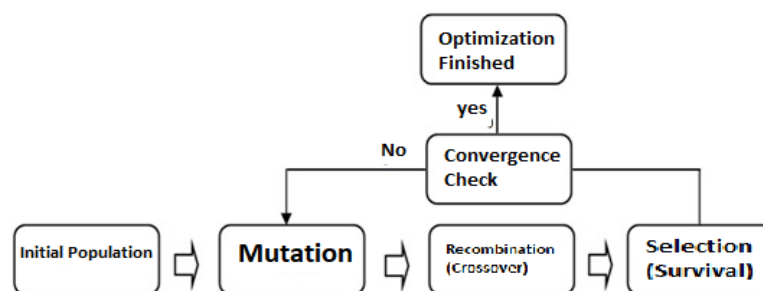 Optimization
Finished
yes
No
Convergence
Check
Initial Population
Mutation
Recombination
(Crossover)
Selection
(Survival)